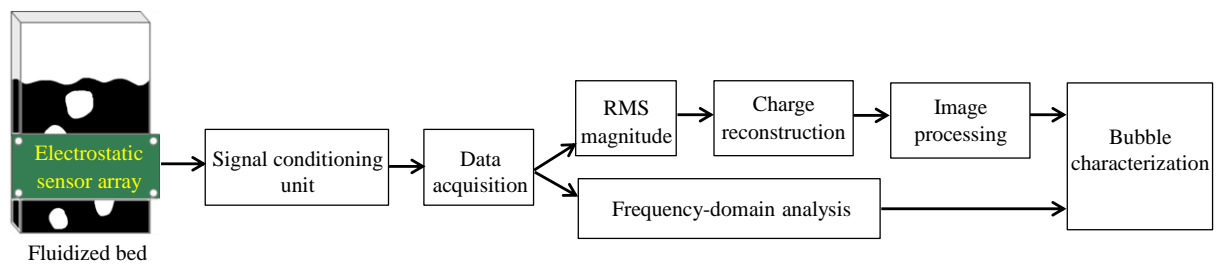 Electrostatic
sensor array
Fluidized bed
Signal conditioning
unit
Data
acquisition
RMS
magnitude
Charge
reconstruction
Image
processing
Frequency-domain analysis
Bubble
characterization